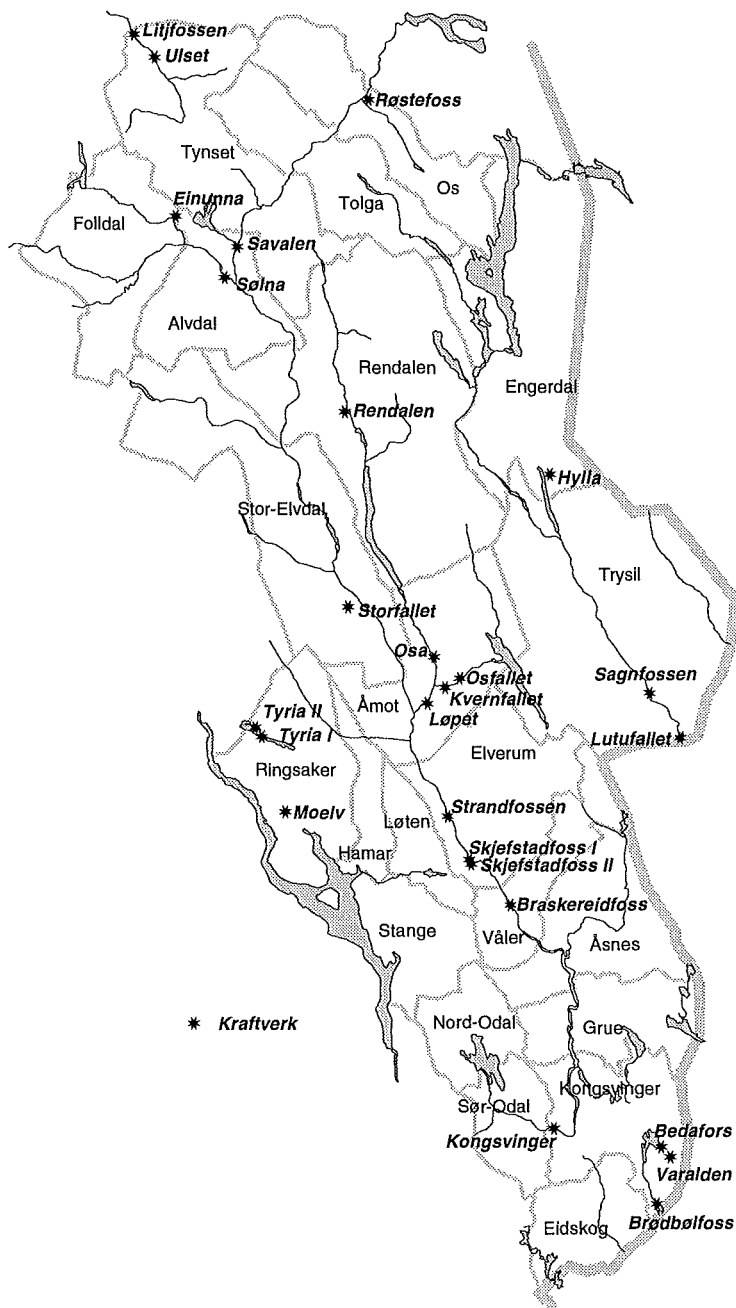 Litjfossen
Ulset
Røstefoss
Tynset
Os
Einunna
Tolga
Folldal
Savalen
Sølna
Alvdal
Rendalen
Engerdal
Rendalen
Hylla
Stor-Elvdal
Trysil
Storfallet
Osa
Osfallet
Sagnfossen
Kvernfallet
Åmot
Løpet
Tyria II
Tyria I
Lutufallet
Elverum
Ringsaker
Moelv
Strandfossen
Løten
Skjefstadfoss I
Hamar
Skjefstadfoss II
Braskereidfoss
Stange
Våler
Åsnes
Kraftverk
Nord-Odal
Grue
Kongsvinger
Sør-Odal
Kongsvinger
Bedafors
Varalden
Brødbølfoss
Eidskog